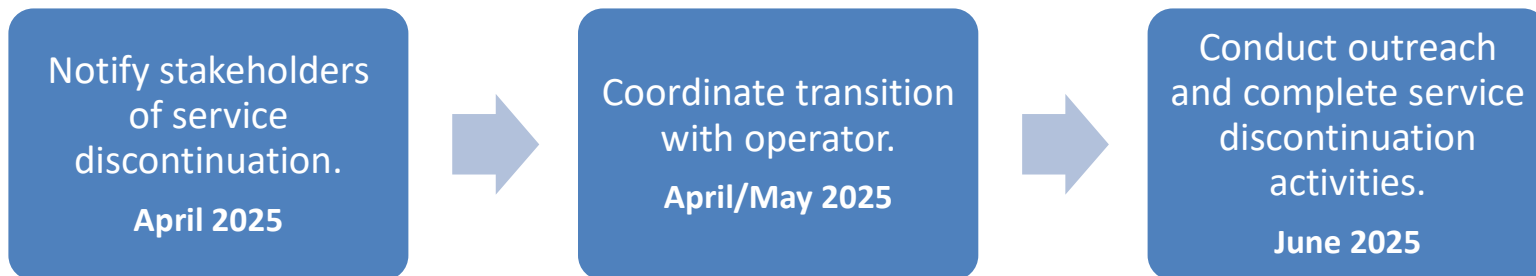 Notify stakeholders
of service
discontinuation.
April 2025
Coordinate transition
with operator.
April/May 2025
Conduct outreach
and complete service
discontinuation
activities.
June 2025